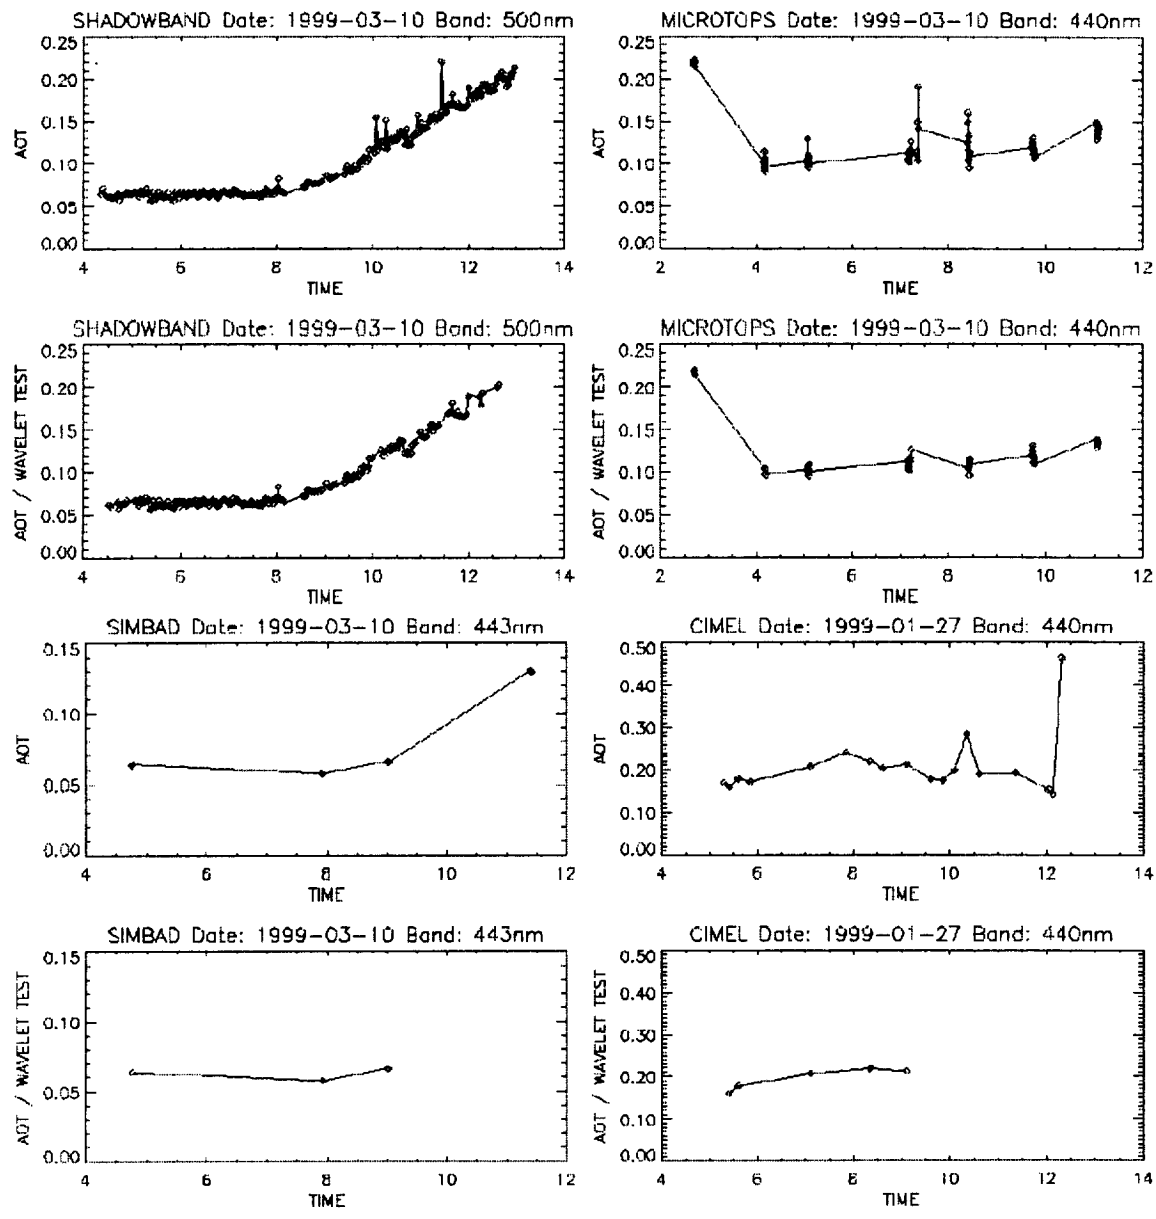 SHADOWBAND Date: 1999-03-10 Band: 500nm
0.25
0.20
0.15
0.10
0.05
0.00
AOT
4 6 8 10 12 14
TIME
MICROTOPS Date: 1999-03-10 Band: 440nm
0.25
0.20
0.15
0.10
0.05
0.00
AOT
2 4 6 8 10 12
TIME
SHADOWBAND Date: 1999-03-10 Band: 500nm
0.25
0.20
0.15
0.10
0.05
0.00
AOT / WAVELET TEST
4 6 8 10 12 14
TIME
MICROTOPS Date: 1999-03-10 Band: 440nm
0.25
0.20
0.15
0.10
0.05
0.00
AOT / WAVELET TEST
2 4 6 8 10 12
TIME
SIMBAD Date: 1999-03-10 Band: 443nm
0.15
0.10
0.05
0.00
AOT
4 6 8 10 12
TIME
CIMEL Date: 1999-01-27 Band: 440nm
0.50
0.40
0.30
0.20
0.10
0.00
AOT
4 6 8 10 12 14
TIME
SIMBAD Date: 1999-03-10 Band: 443nm
0.15
0.10
0.05
0.00
AOT / WAVELET TEST
4 6 8 10 12
TIME
CIMEL Date: 1999-01-27 Band: 440nm
0.50
0.40
0.30
0.20
0.10
0.00
AOT / WAVELET TEST
4 6 8 10 12 14
TIME